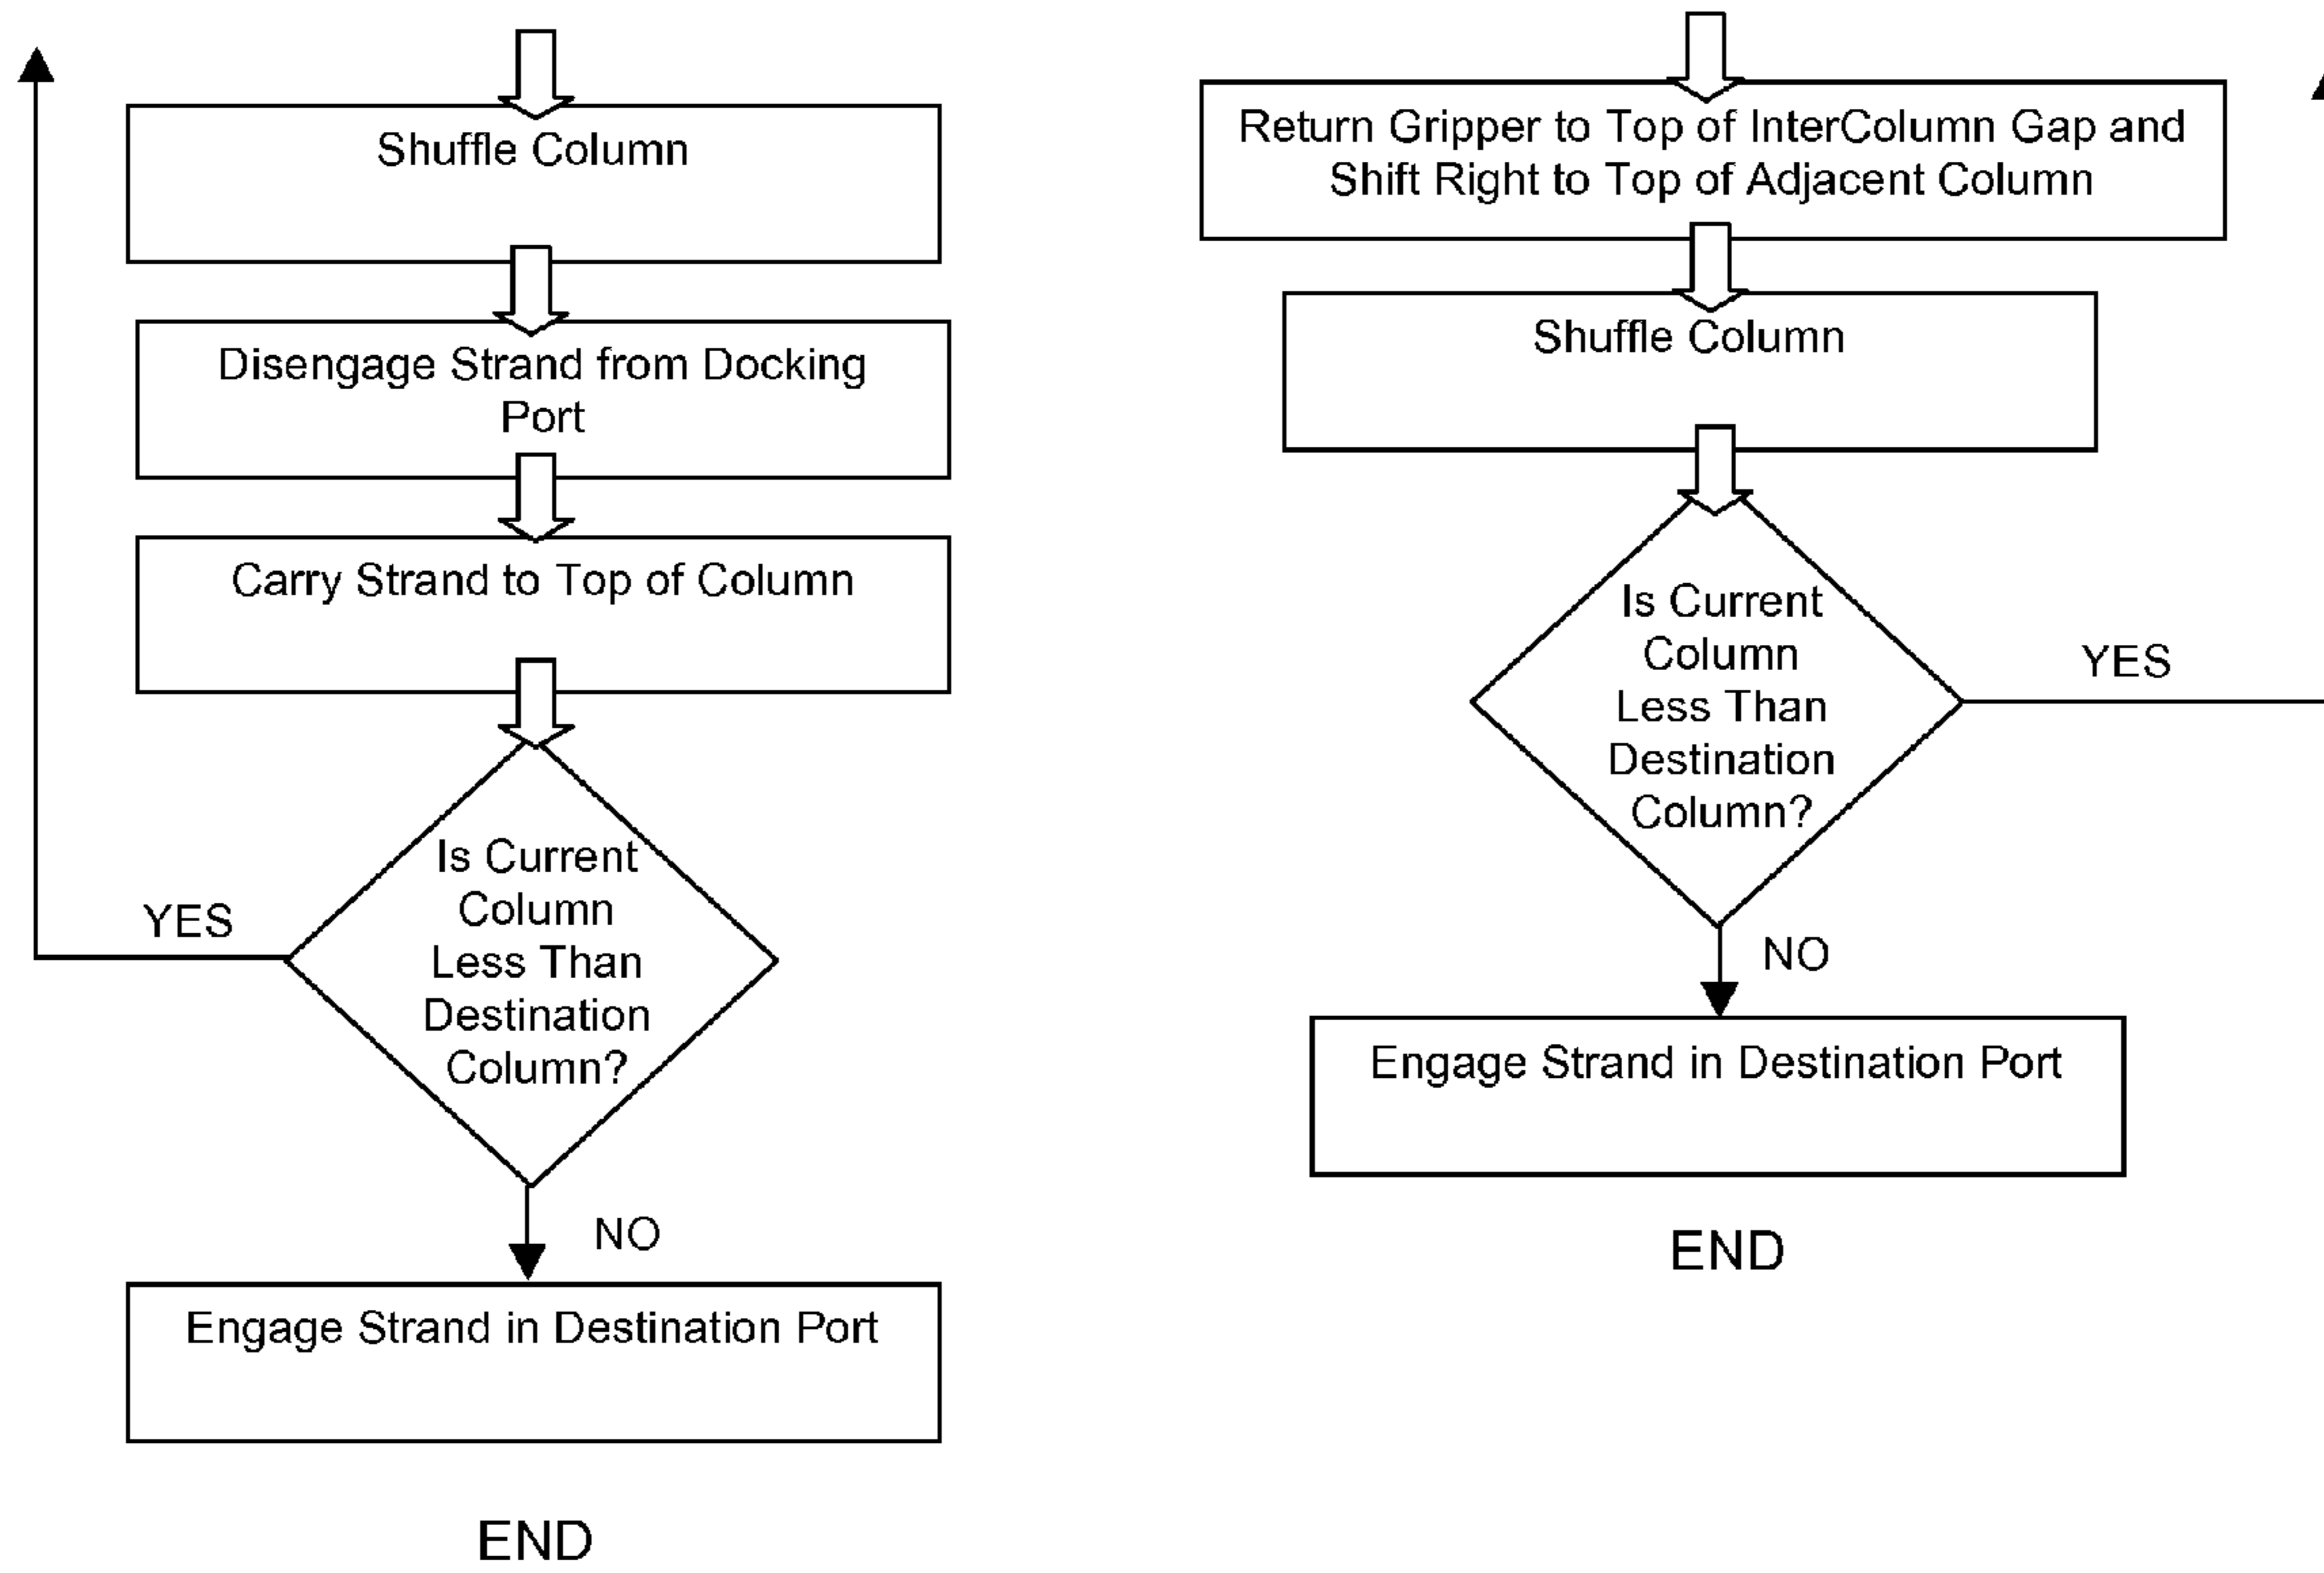 Shuffle Column
Disengage Strand from Docking
Port
Carry Strand to Top of Column
Is Current
Column
Less Than
Destination
Column?
YES
NO
Engage Strand in Destination Port
END
Return Gripper to Top of InterColumn Gap and
Shift Right to Top of Adjacent Column
Shuffle Column
Is Current
Column
Less Than
Destination
Column?
YES
NO
Engage Strand in Destination Port
END